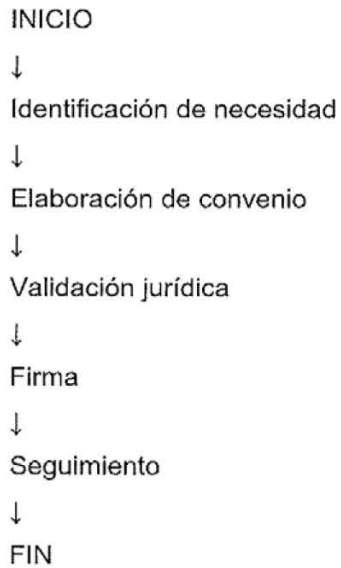 INICIO
↓
Identificación de necesidad
↓
Elaboración de convenio
↓
Validación jurídica
↓
Firma
↓
Seguimiento
↓
FIN